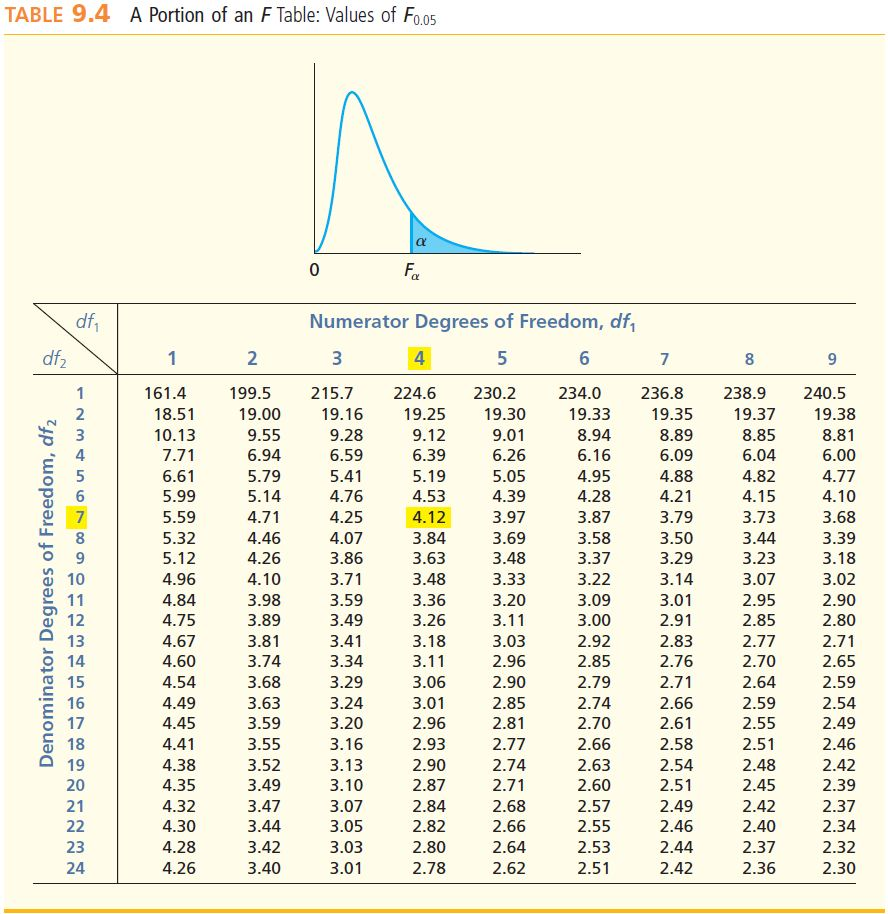 TABLE 9.4 A Portion of an F Table: Values of F0.05
α
0 Fα
df1 Numerator Degrees of Freedom, df1
df2 1 2 3 4 5 6 7 8 9
Denominator Degrees of Freedom, df2
1 161.4 199.5 215.7 224.6 230.2 234.0 236.8 238.9 240.5
2 18.51 19.00 19.16 19.25 19.30 19.33 19.35 19.37 19.38
3 10.13 9.55 9.28 9.12 9.01 8.94 8.89 8.85 8.81
4 7.71 6.94 6.59 6.39 6.26 6.16 6.09 6.04 6.00
5 6.61 5.79 5.41 5.19 5.05 4.95 4.88 4.82 4.77
6 5.99 5.14 4.76 4.53 4.39 4.28 4.21 4.15 4.10
7 5.59 4.71 4.25 4.12 3.97 3.87 3.79 3.73 3.68
8 5.32 4.46 4.07 3.84 3.69 3.58 3.50 3.44 3.39
9 5.12 4.26 3.86 3.63 3.48 3.37 3.29 3.23 3.18
10 4.96 4.10 3.71 3.48 3.33 3.22 3.14 3.07 3.02
11 4.84 3.98 3.59 3.36 3.20 3.09 3.01 2.95 2.90
12 4.75 3.89 3.49 3.26 3.11 3.00 2.91 2.85 2.80
13 4.67 3.81 3.41 3.18 3.03 2.92 2.83 2.77 2.71
14 4.60 3.74 3.34 3.11 2.96 2.85 2.76 2.70 2.65
15 4.54 3.68 3.29 3.06 2.90 2.79 2.71 2.64 2.59
16 4.49 3.63 3.24 3.01 2.85 2.74 2.66 2.59 2.54
17 4.45 3.59 3.20 2.96 2.81 2.70 2.61 2.55 2.49
18 4.41 3.55 3.16 2.93 2.77 2.66 2.58 2.51 2.46
19 4.38 3.52 3.13 2.90 2.74 2.63 2.54 2.48 2.42
20 4.35 3.49 3.10 2.87 2.71 2.60 2.51 2.45 2.39
21 4.32 3.47 3.07 2.84 2.68 2.57 2.49 2.42 2.37
22 4.30 3.44 3.05 2.82 2.66 2.55 2.46 2.40 2.34
23 4.28 3.42 3.03 2.80 2.64 2.53 2.44 2.37 2.32
24 4.26 3.40 3.01 2.78 2.62 2.51 2.42 2.36 2.30